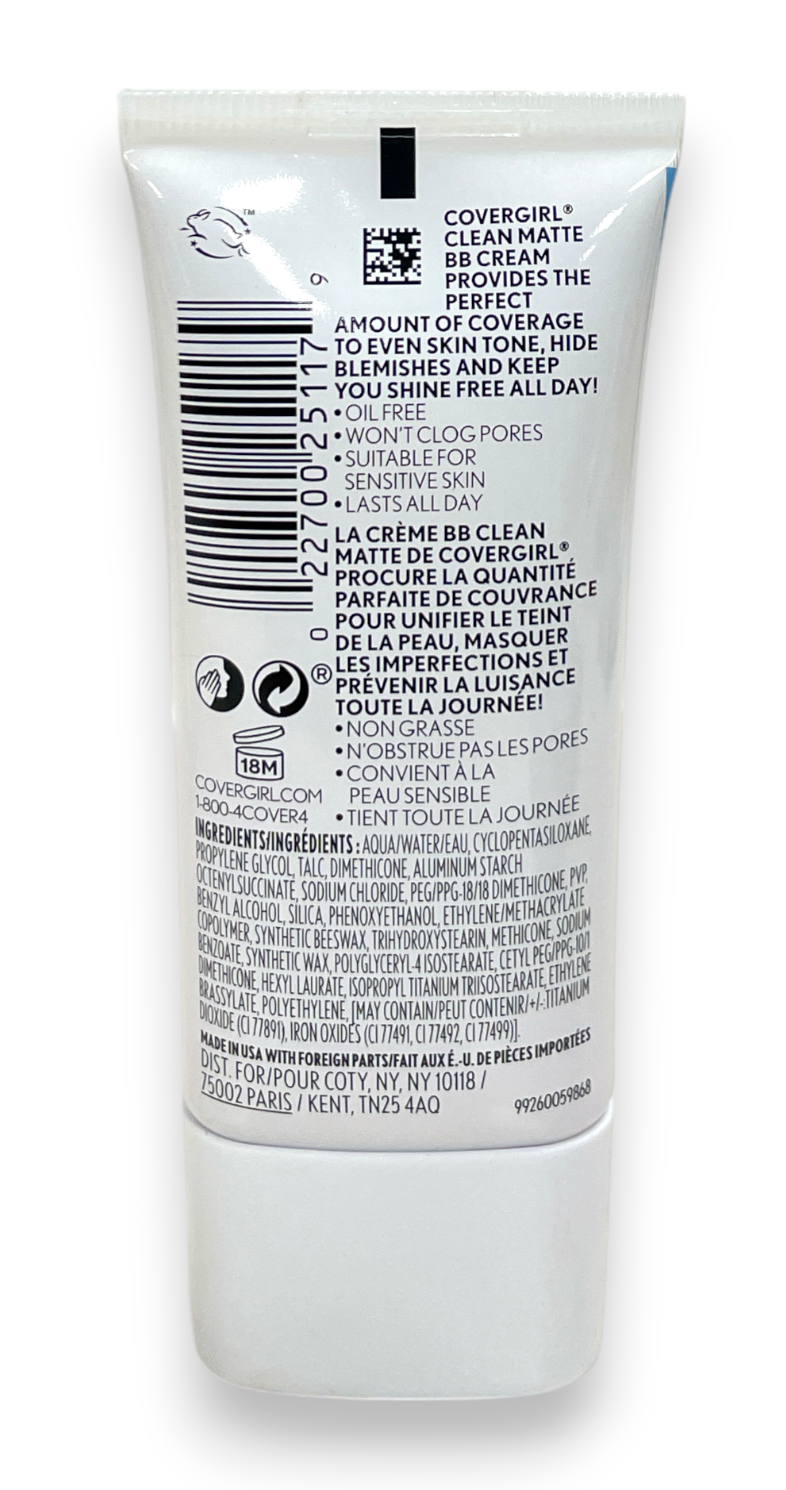 TM
COVERGIRL®
CLEAN MATTE
BB CREAM
PROVIDES THE
PERFECT
AMOUNT OF COVERAGE
TO EVEN SKIN TONE, HIDE
BLEMISHES AND KEEP
YOU SHINE FREE ALL DAY!
• OIL FREE
• WON'T CLOG PORES
• SUITABLE FOR
SENSITIVE SKIN
• LASTS ALL DAY
LA CRÈME BB CLEAN
MATTE DE COVERGIRL®
PROCURE LA QUANTITÉ
PARFAITE DE COUVRANCE
POUR UNIFIER LE TEINT
DE LA PEAU, MASQUER
LES IMPERFECTIONS ET
PRÉVENIR LA LUISANCE
TOUTE LA JOURNÉE!
• NON GRASSE
• N'OBSTRUE PAS LES PORES
• CONVIENT À LA
PEAU SENSIBLE
• TIENT TOUTE LA JOURNÉE
0 22700 25117 9
®
18M
COVERGIRL.COM
1-800-4COVER4
INGREDIENTS/INGRÉDIENTS : AQUA/WATER/EAU, CYCLOPENTASILOXANE,
PROPYLENE GLYCOL, TALC, DIMETHICONE, ALUMINUM STARCH
OCTENYLSUCCINATE, SODIUM CHLORIDE, PEG/PPG-18/18 DIMETHICONE, PVP,
BENZYL ALCOHOL, SILICA, PHENOXYETHANOL, ETHYLENE/METHACRYLATE
COPOLYMER, SYNTHETIC BEESWAX, TRIHYDROXYSTEARIN, METHICONE, SODIUM
BENZOATE, SYNTHETIC WAX, POLYGLYCERYL-4 ISOSTEARATE, CETYL PEG/PPG-10/1
DIMETHICONE, HEXYL LAURATE, ISOPROPYL TITANIUM TRIISOSTEARATE, ETHYLENE
BRASSYLATE, POLYETHYLENE, [MAY CONTAIN/PEUT CONTENIR/+/-:TITANIUM
DIOXIDE (CI 77891), IRON OXIDES (CI 77491, CI 77492, CI 77499)].
MADE IN USA WITH FOREIGN PARTS/FAIT AUX É.-U. DE PIÈCES IMPORTÉES
DIST. FOR/POUR COTY, NY, NY 10118 /
75002 PARIS / KENT, TN25 4AQ
99260059868